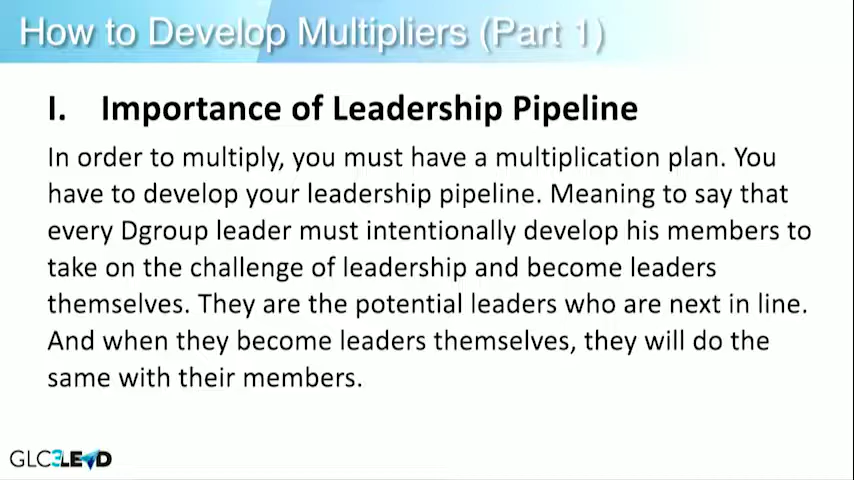 How to Develop Multipliers (Part 1)
I. Importance of Leadership Pipeline
In order to multiply, you must have a multiplication plan. You
have to develop your leadership pipeline. Meaning to say that
every Dgroup leader must intentionally develop his members to
take on the challenge of leadership and become leaders
themselves. They are the potential leaders who are next in line.
And when they become leaders themselves, they will do the
same with their members.
GLC3LEAD